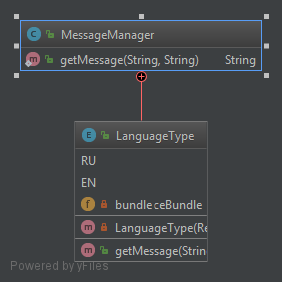 C MessageManager
m getMessage(String, String) String
E LanguageType
RU
EN
f bundleceBundle
m LanguageType(Re
m getMessage(Strin
Powered by yFiles